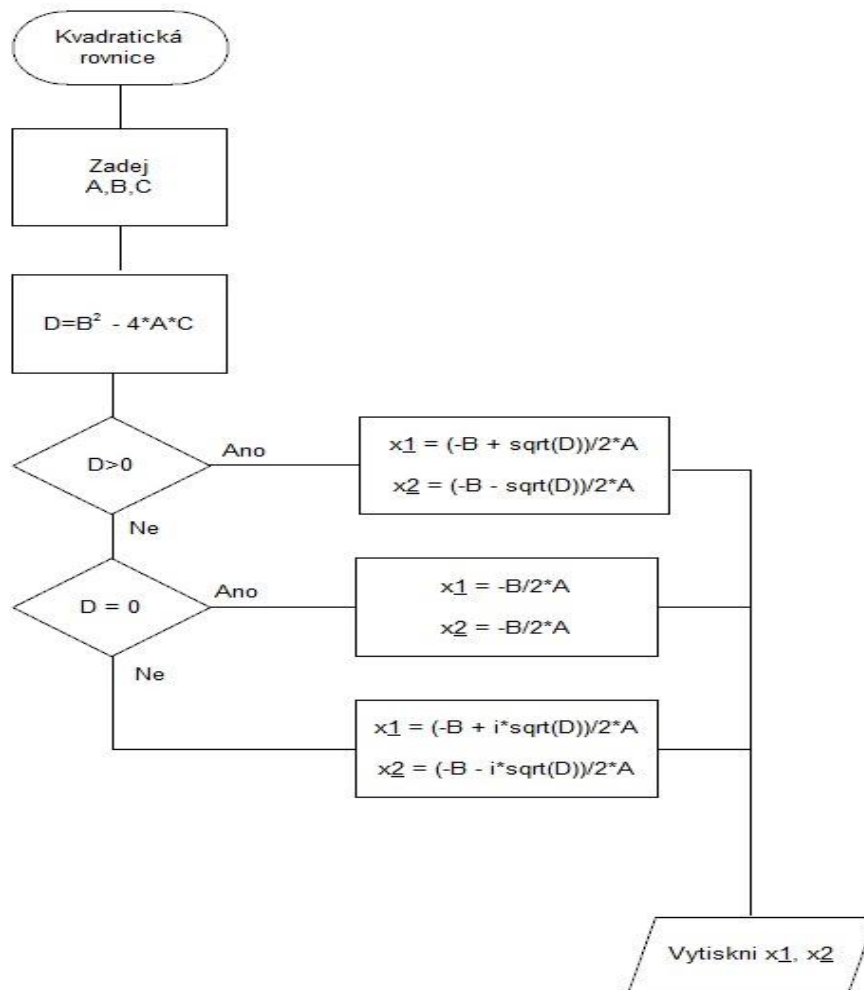 Kvadratická
rovnice
Zadej
A,B,C
D=B² - 4*A*C
D>0
Ano
x1 = (-B + sqrt(D))/2*A
x2 = (-B - sqrt(D))/2*A
Ne
D = 0
Ano
x1 = -B/2*A
x2 = -B/2*A
Ne
x1 = (-B + i*sqrt(D))/2*A
x2 = (-B - i*sqrt(D))/2*A
Vytiskni x1, x2